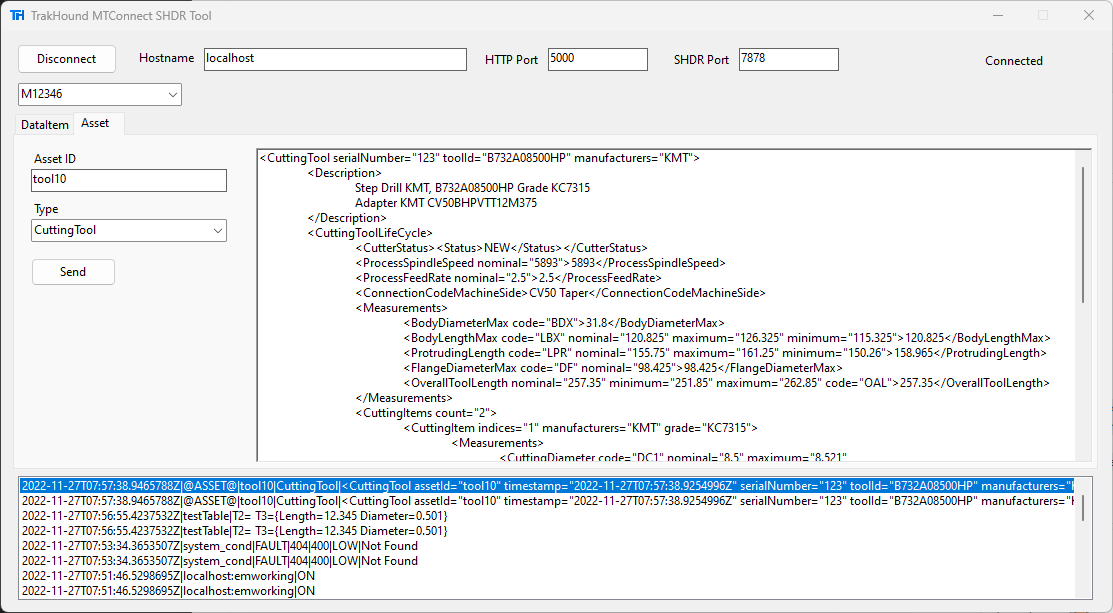 TrakHound MTConnect SHDR Tool
Disconnect Hostname localhost HTTP Port 5000 SHDR Port 7878 Connected
M12346
DataItem Asset
Asset ID
tool10
Type
CuttingTool
Send
<CuttingTool serialNumber="123" toolId="B732A08500HP" manufacturers="KMT">
<Description>
Step Drill KMT, B732A08500HP Grade KC7315
Adapter KMT CV50BHPVTT12M375
</Description>
<CuttingToolLifeCycle>
<CutterStatus><Status>NEW</Status></CutterStatus>
<ProcessSpindleSpeed nominal="5893">5893</ProcessSpindleSpeed>
<ProcessFeedRate nominal="2.5">2.5</ProcessFeedRate>
<ConnectionCodeMachineSide>CV50 Taper</ConnectionCodeMachineSide>
<Measurements>
<BodyDiameterMax code="BDX">31.8</BodyDiameterMax>
<BodyLengthMax code="LBX" nominal="120.825" maximum="126.325" minimum="115.325">120.825</BodyLengthMax>
<ProtrudingLength code="LPR" nominal="155.75" maximum="161.25" minimum="150.26">158.965</ProtrudingLength>
<FlangeDiameterMax code="DF" nominal="98.425">98.425</FlangeDiameterMax>
<OverallToolLength nominal="257.35" minimum="251.85" maximum="262.85" code="OAL">257.35</OverallToolLength>
</Measurements>
<CuttingItems count="2">
<CuttingItem indices="1" manufacturers="KMT" grade="KC7315">
<Measurements>
<CuttingDiameter code="DC1" nominal="8.5" maximum="8.521"
2022-11-27T07:57:38.9465788Z|@ASSET@|tool10|CuttingTool|<CuttingTool assetId="tool10" timestamp="2022-11-27T07:57:38.9254996Z" serialNumber="123" toolId="B732A08500HP" manufacturers="K
2022-11-27T07:57:38.9465788Z|@ASSET@|tool10|CuttingTool|<CuttingTool assetId="tool10" timestamp="2022-11-27T07:57:38.9254996Z" serialNumber="123" toolId="B732A08500HP" manufacturers="K
2022-11-27T07:56:55.4237532Z|testTable|T2= T3={Length=12.345 Diameter=0.501}
2022-11-27T07:56:55.4237532Z|testTable|T2= T3={Length=12.345 Diameter=0.501}
2022-11-27T07:53:34.3653507Z|system_cond|FAULT|404|400|LOW|Not Found
2022-11-27T07:53:34.3653507Z|system_cond|FAULT|404|400|LOW|Not Found
2022-11-27T07:51:46.5298695Z|localhost:emworking|ON
2022-11-27T07:51:46.5298695Z|localhost:emworking|ON